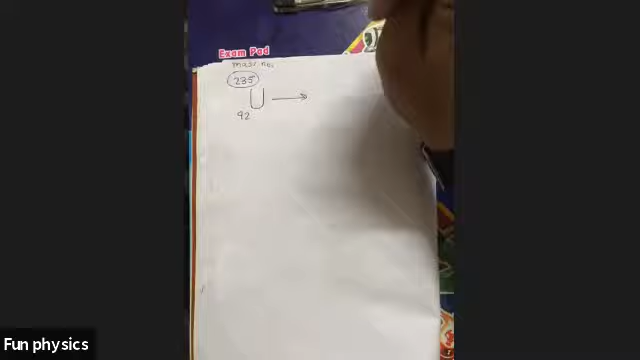 Exam Pad
mass no.
235
U →
92
Fun physics